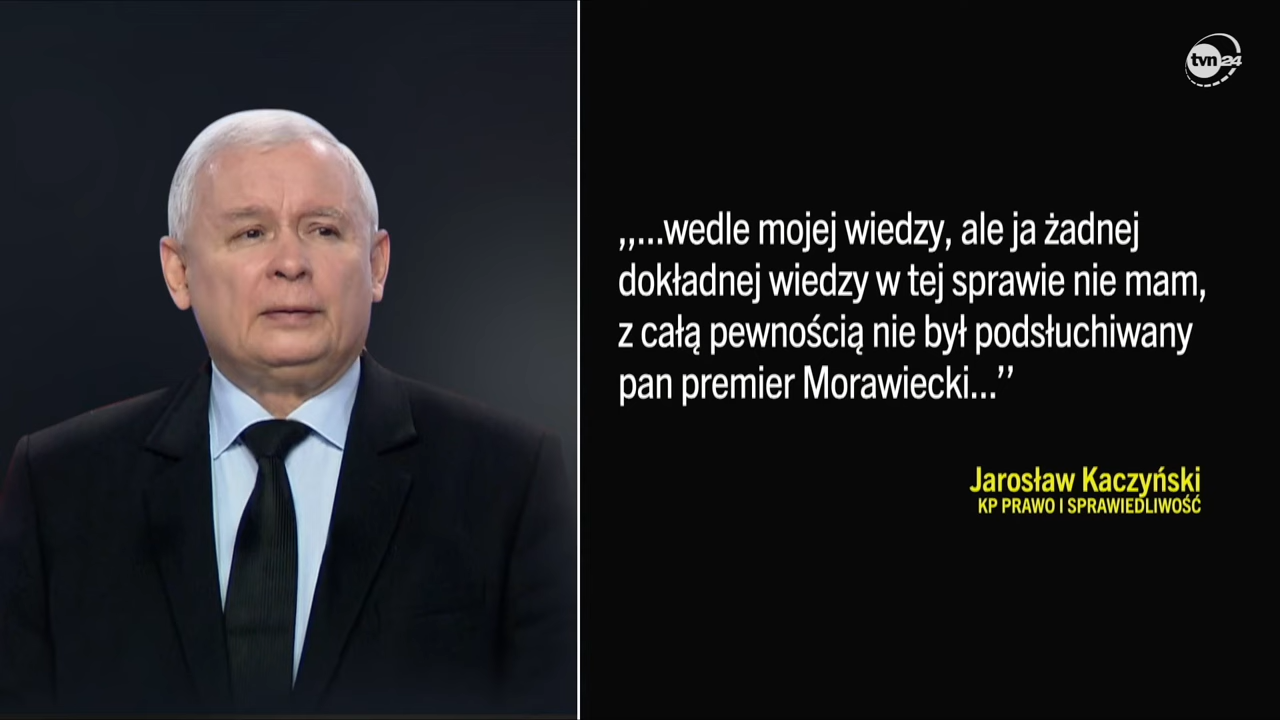 tvn24
„...wedle mojej wiedzy, ale ja żadnej
dokładnej wiedzy w tej sprawie nie mam,
z całą pewnością nie był podsłuchiwany
pan premier Morawiecki...”
Jarosław Kaczyński
KP PRAWO I SPRAWIEDLIWOŚĆ